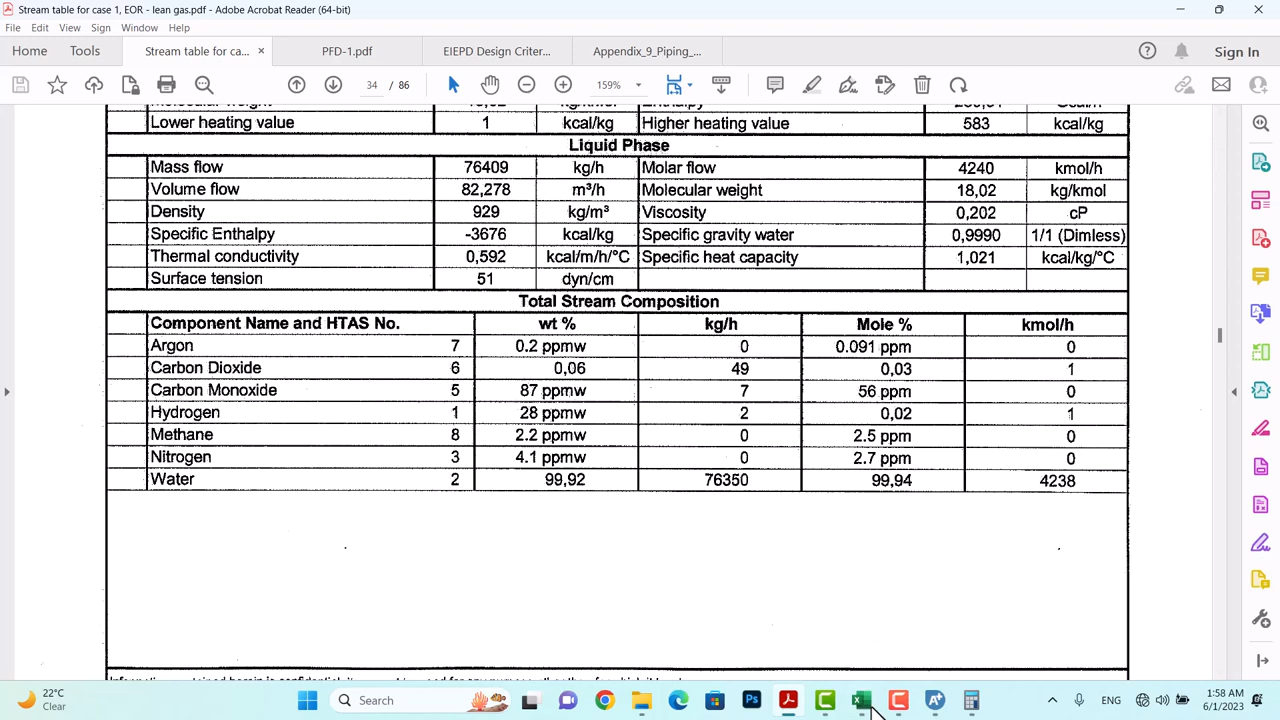 Stream table for case 1, EOR - lean gas.pdf - Adobe Acrobat Reader (64-bit)
File Edit View Sign Window Help
Home Tools Stream table for ca... × PFD-1.pdf EIEPD Design Criter... Appendix_9_Piping_... Sign In
34 / 86 159%
Lower heating value 1 kcal/kg Higher heating value 583 kcal/kg
Liquid Phase
Mass flow 76409 kg/h Molar flow 4240 kmol/h
Volume flow 82,278 m³/h Molecular weight 18,02 kg/kmol
Density 929 kg/m³ Viscosity 0,202 cP
Specific Enthalpy -3676 kcal/kg Specific gravity water 0,9990 1/1 (Dimless)
Thermal conductivity 0,592 kcal/m/h/°C Specific heat capacity 1,021 kcal/kg/°C
Surface tension 51 dyn/cm
Total Stream Composition
Component Name and HTAS No. wt % kg/h Mole % kmol/h
Argon 7 0.2 ppmw 0 0.091 ppm 0
Carbon Dioxide 6 0,06 49 0,03 1
Carbon Monoxide 5 87 ppmw 7 56 ppm 0
Hydrogen 1 28 ppmw 2 0,02 1
Methane 8 2.2 ppmw 0 2.5 ppm 0
Nitrogen 3 4.1 ppmw 0 2.7 ppm 0
Water 2 99,92 76350 99,94 4238
22°C
Clear
Search
Ps
ENG
1:58 AM
6/1/2023